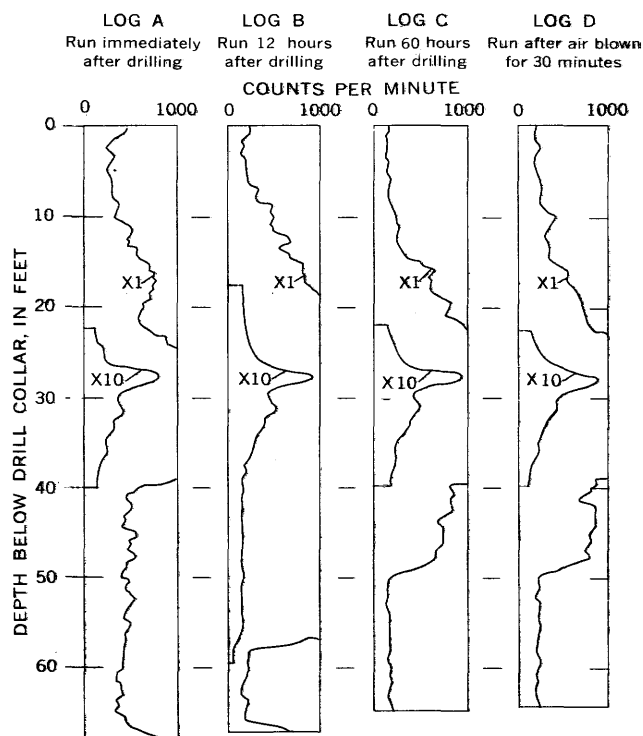 LOG A LOG B LOG C LOG D
Run immediately Run 12 hours Run 60 hours Run after air blown
after drilling after drilling after drilling for 30 minutes
COUNTS PER MINUTE
0 1000 0 1000 0 1000 0 1000
0
10
X1 X1 X1 X1
20
X10 X10 X10 X10
30
40
50
60
DEPTH BELOW DRILL COLLAR, IN FEET